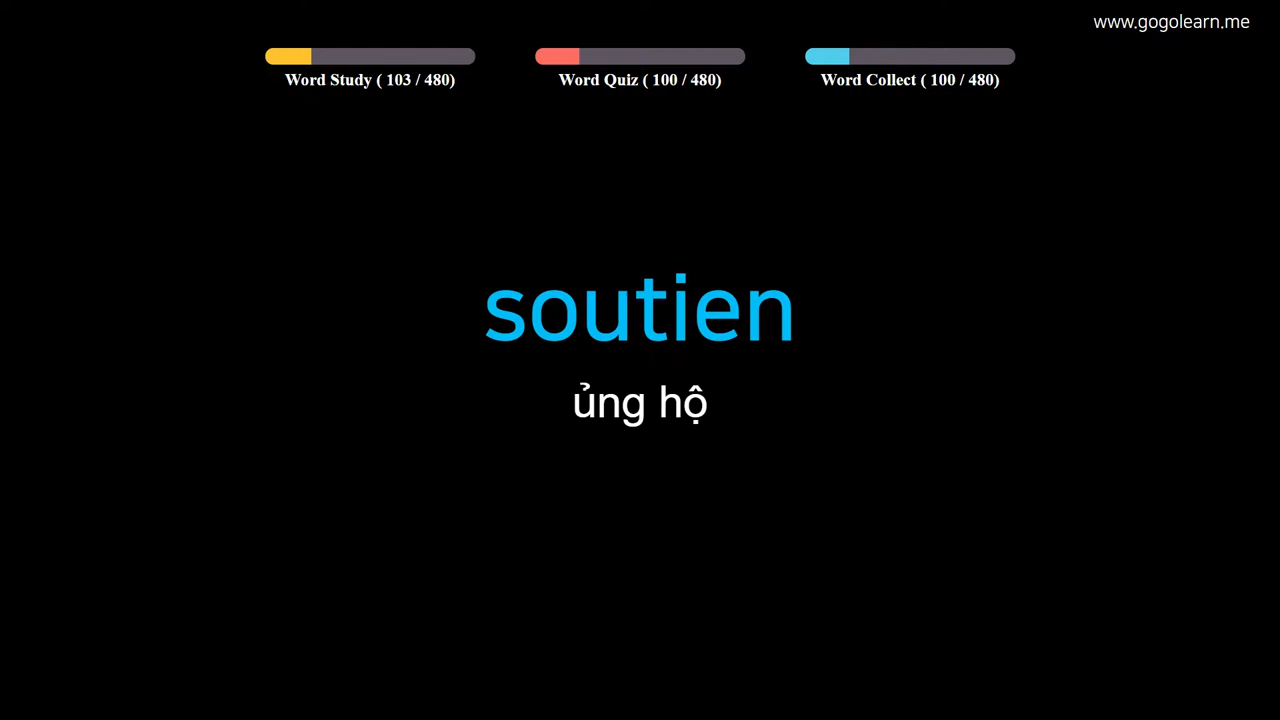 www.gogolearn.me
Word Study ( 103 / 480)
Word Quiz ( 100 / 480)
Word Collect ( 100 / 480)
soutien
ủng hộ